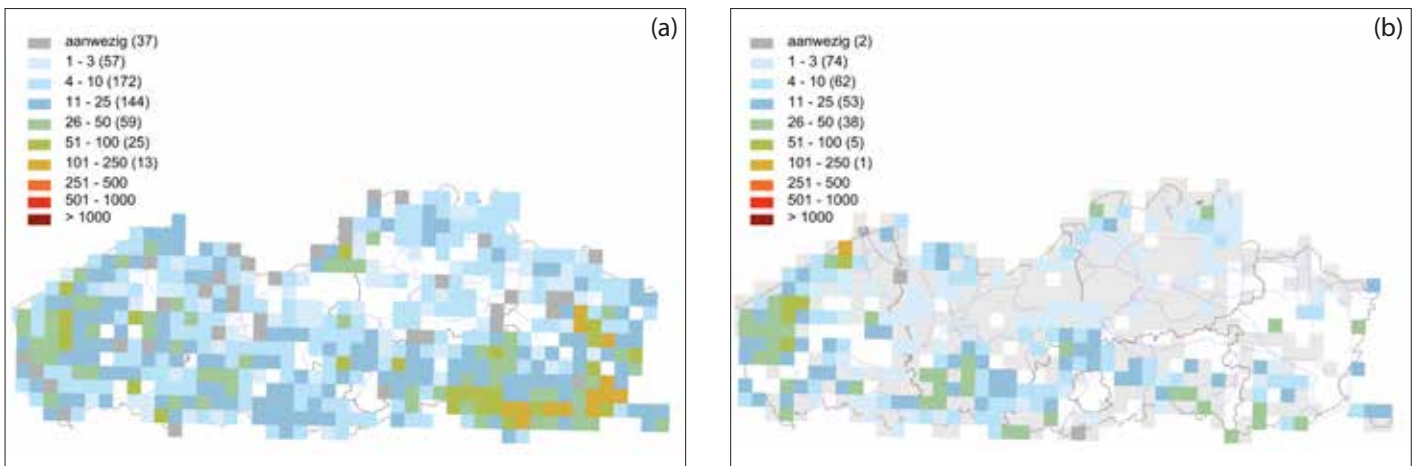 (a)
aanwezig (37)
1 - 3 (57)
4 - 10 (172)
11 - 25 (144)
26 - 50 (59)
51 - 100 (25)
101 - 250 (13)
251 - 500
501 - 1000
> 1000
(b)
aanwezig (2)
1 - 3 (74)
4 - 10 (62)
11 - 25 (53)
26 - 50 (38)
51 - 100 (5)
101 - 250 (1)
251 - 500
501 - 1000
> 1000